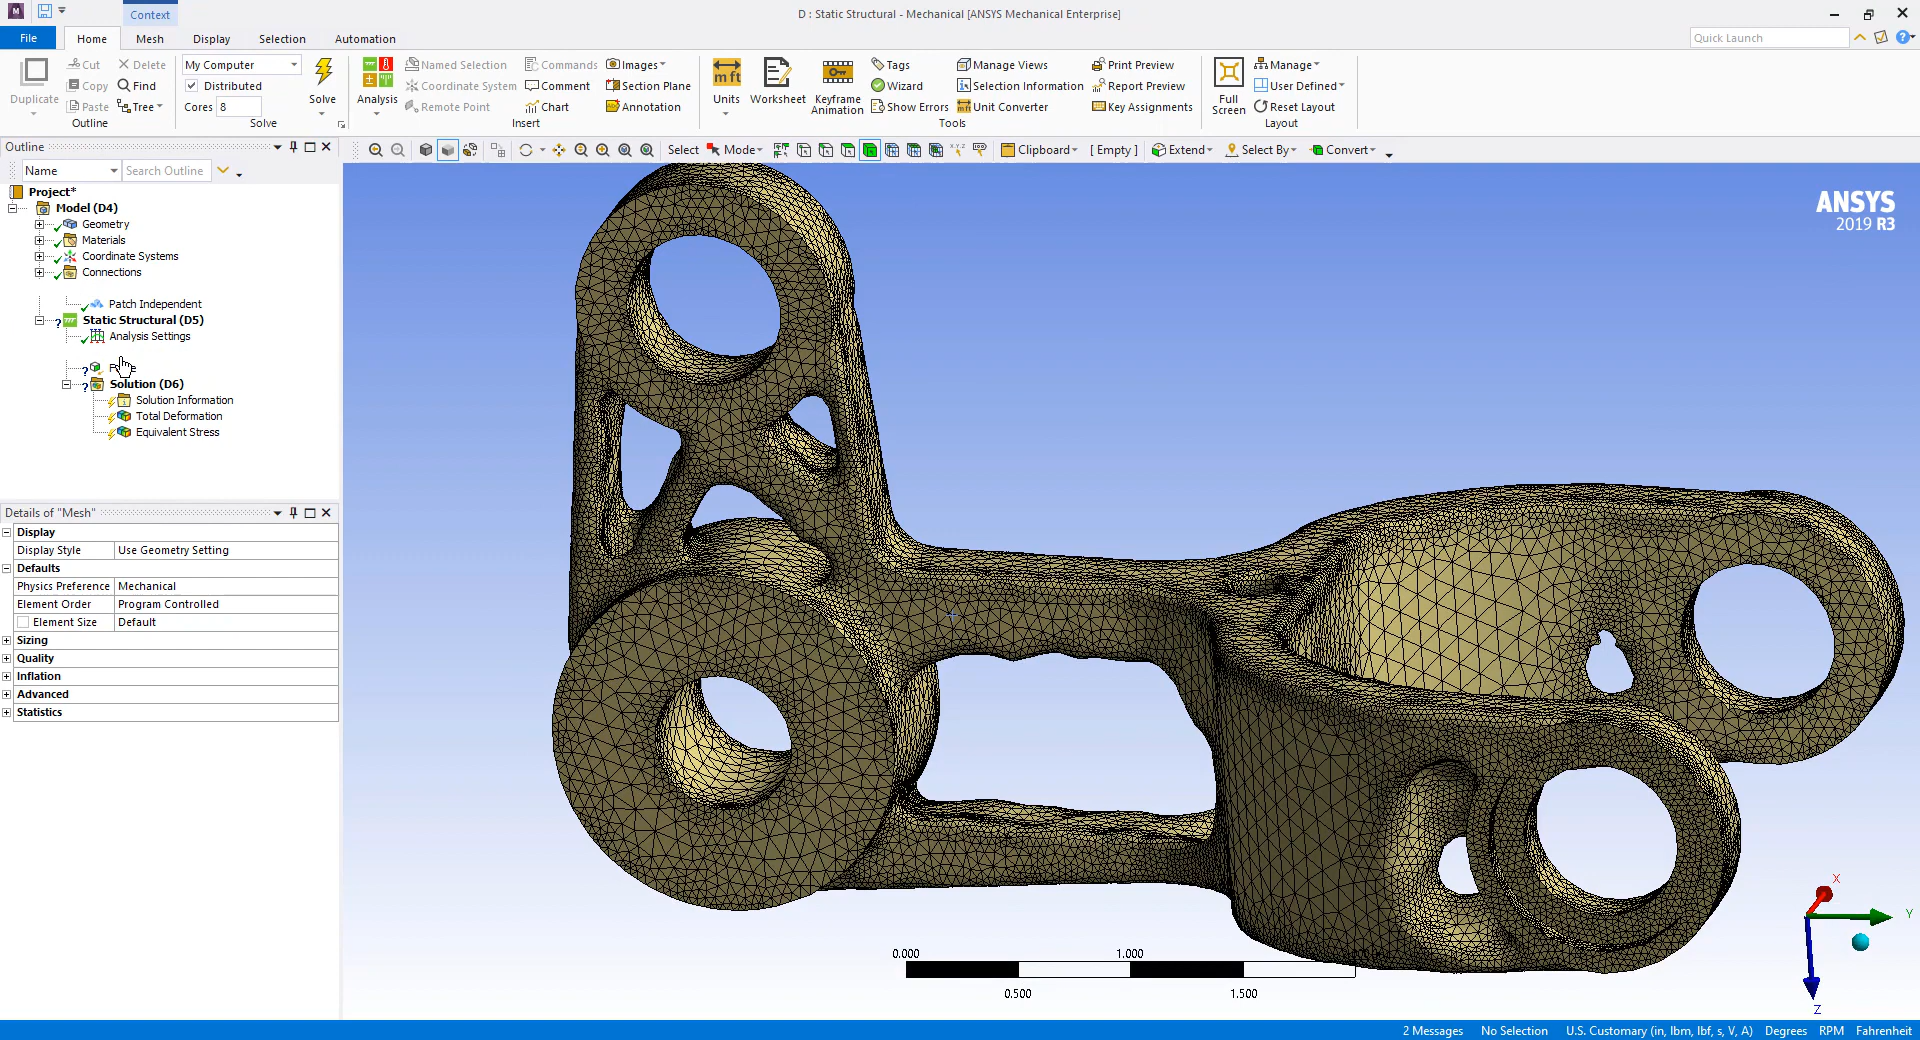 Context
D : Static Structural - Mechanical [ANSYS Mechanical Enterprise]
File Home Mesh Display Selection Automation
Quick Launch
Duplicate
Cut
Copy
Paste
Delete
Find
Tree
Outline
My Computer
Distributed
Cores 8
Solve
Solve
Analysis
Named Selection
Coordinate System
Remote Point
Commands
Comment
Chart
Images
Section Plane
Annotation
Insert
Units
Worksheet
Keyframe
Animation
Tags
Wizard
Show Errors
Manage Views
Selection Information
Unit Converter
Print Preview
Report Preview
Key Assignments
Tools
Full
Screen
Manage
User Defined
Reset Layout
Layout
Outline
Select Mode Clipboard [ Empty ] Extend Select By Convert
Name Search Outline
Project*
Model (D4)
Geometry
Materials
Coordinate Systems
Connections
Patch Independent
Static Structural (D5)
Analysis Settings
Solution (D6)
Solution Information
Total Deformation
Equivalent Stress
Details of "Mesh"
Display
Display Style Use Geometry Setting
Defaults
Physics Preference Mechanical
Element Order Program Controlled
Element Size Default
Sizing
Quality
Inflation
Advanced
Statistics
ANSYS
2019 R3
0.000 1.000
0.500 1.500
X
Y
Z
2 Messages No Selection U.S. Customary (in, lbm, lbf, s, V, A) Degrees RPM Fahrenheit